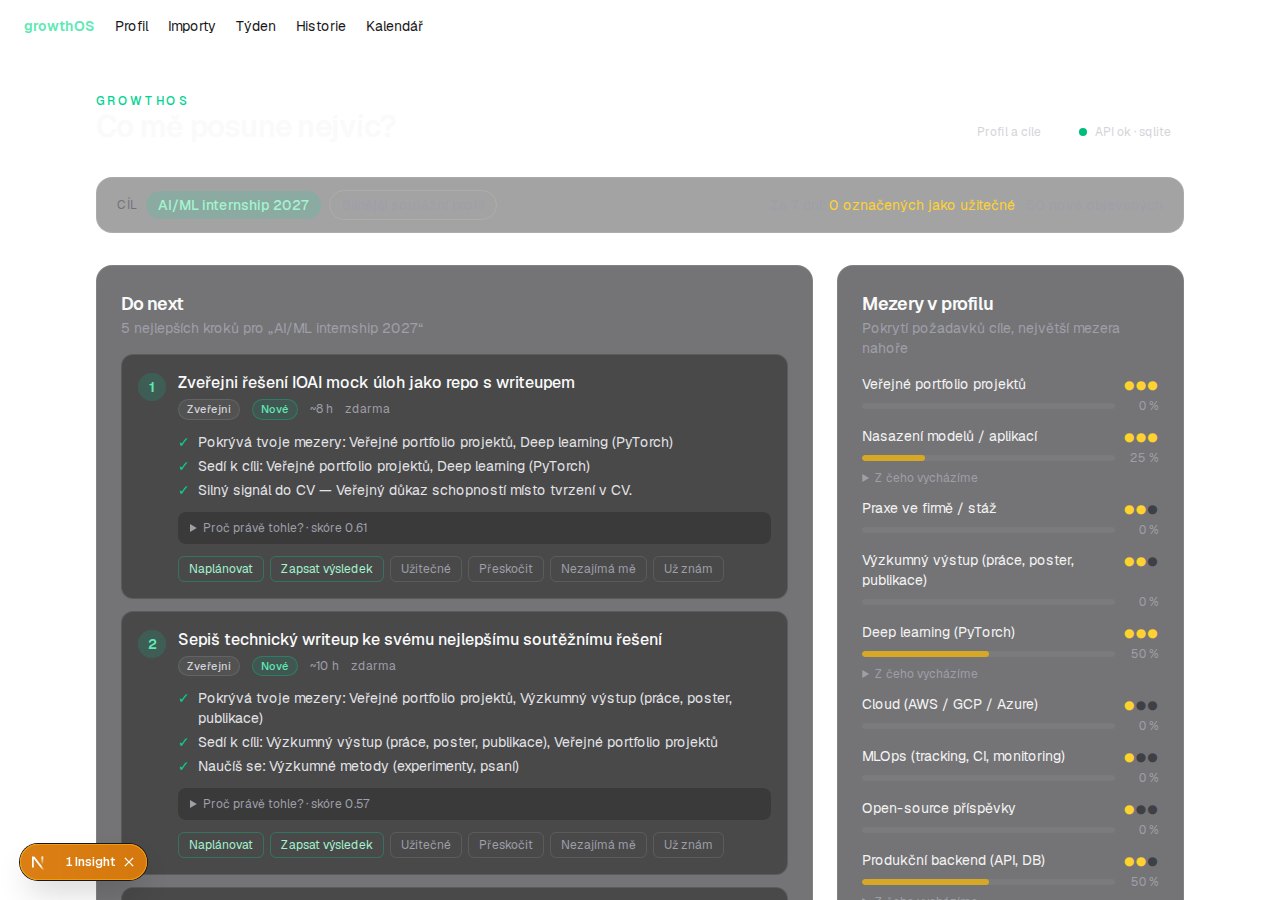 growthOS Profil Importy Týden Historie Kalendář
GROWTHOS
Co mě posune nejvíc?
Profil a cíle API ok · sqlite
CÍL AI/ML internship 2027 0 označených jako užitečné
Do next
5 nejlepších kroků pro „AI/ML internship 2027“
1 Zveřejni řešení IOAI mock úloh jako repo s writeupem
Zveřejni Nové ~8 h zdarma
✓ Pokrývá tvoje mezery: Veřejné portfolio projektů, Deep learning (PyTorch)
✓ Sedí k cíli: Veřejné portfolio projektů, Deep learning (PyTorch)
✓ Silný signál do CV — Veřejný důkaz schopností místo tvrzení v CV.
Proč právě tohle? · skóre 0.61
Naplánovat Zapsat výsledek Užitečné Přeskočit Nezajímá mě Už znám
2 Sepiš technický writeup ke svému nejlepšímu soutěžnímu řešení
Zveřejni Nové ~10 h zdarma
✓ Pokrývá tvoje mezery: Veřejné portfolio projektů, Výzkumný výstup (práce, poster,
publikace)
✓ Sedí k cíli: Výzkumný výstup (práce, poster, publikace), Veřejné portfolio projektů
✓ Naučíš se: Výzkumné metody (experimenty, psaní)
Proč právě tohle? · skóre 0.57
Naplánovat Zapsat výsledek Užitečné Přeskočit Nezajímá mě Už znám
Mezery v profilu
Pokrytí požadavků cíle, největší mezera
nahoře
Veřejné portfolio projektů
0 %
Nasazení modelů / aplikací
25 %
Z čeho vycházíme
Praxe ve firmě / stáž
0 %
Výzkumný výstup (práce, poster,
publikace)
0 %
Deep learning (PyTorch)
50 %
Z čeho vycházíme
Cloud (AWS / GCP / Azure)
0 %
MLOps (tracking, CI, monitoring)
0 %
Open-source příspěvky
0 %
Produkční backend (API, DB)
50 %
1 Insight